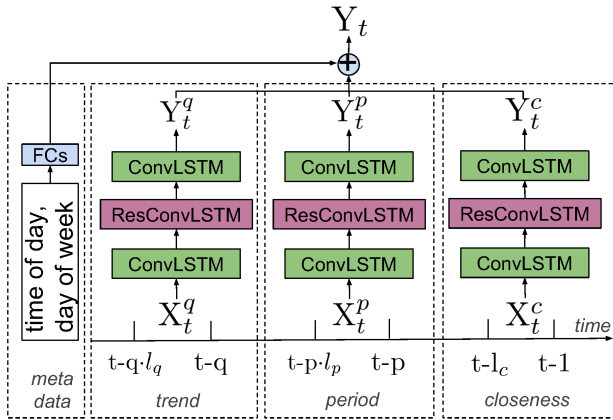 Y_t
+
Y_t^q Y_t^p Y_t^c
FCs
ConvLSTM ConvLSTM ConvLSTM
ResConvLSTM ResConvLSTM ResConvLSTM
ConvLSTM ConvLSTM ConvLSTM
time of day,
day of week
X_t^q X_t^p X_t^c
time
t-q·l_q t-q t-p·l_p t-p t-l_c t-1
meta
data
trend period closeness